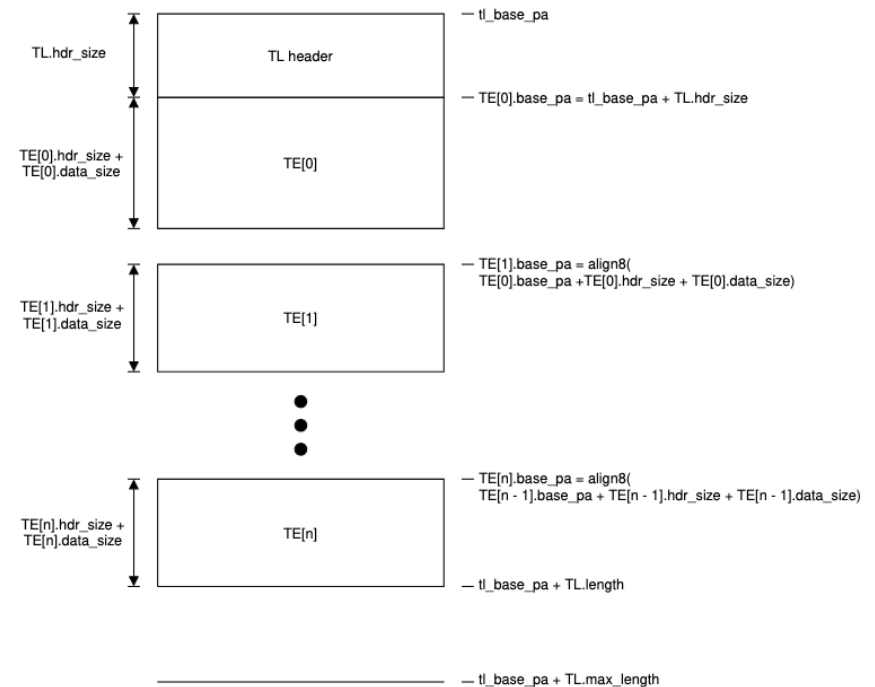 tl_base_pa
TL.hdr_size
TL header
TE[0].base_pa = tl_base_pa + TL.hdr_size
TE[0].hdr_size +
TE[0].data_size
TE[0]
TE[1].base_pa = align8(
TE[0].base_pa +TE[0].hdr_size + TE[0].data_size)
TE[1].hdr_size +
TE[1].data_size
TE[1]
TE[n].base_pa = align8(
TE[n - 1].base_pa + TE[n - 1].hdr_size + TE[n - 1].data_size)
TE[n].hdr_size +
TE[n].data_size
TE[n]
tl_base_pa + TL.length
tl_base_pa + TL.max_length